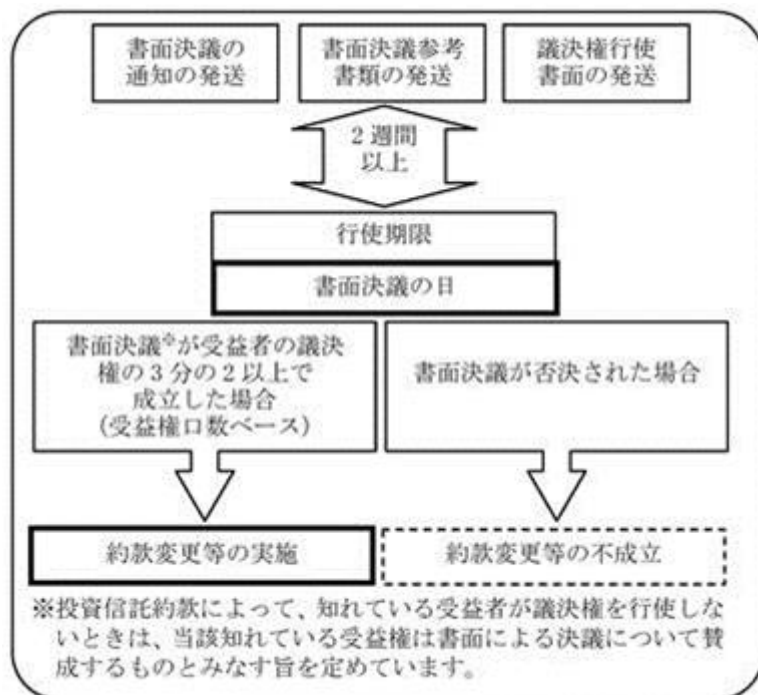 書面決議の
通知の発送
書面決議参考
書類の発送
議決権行使
書面の発送
2週間
以上
行使期限
書面決議の日
書面決議※が受益者の議決
権の3分の2以上で
成立した場合
(受益権口数ベース)
書面決議が否決された場合
約款変更等の実施
約款変更等の不成立
※投資信託約款によって、知れている受益者が議決権を行使しな
いときは、当該知れている受益権は書面による決議について賛
成するものとみなす旨を定めています。